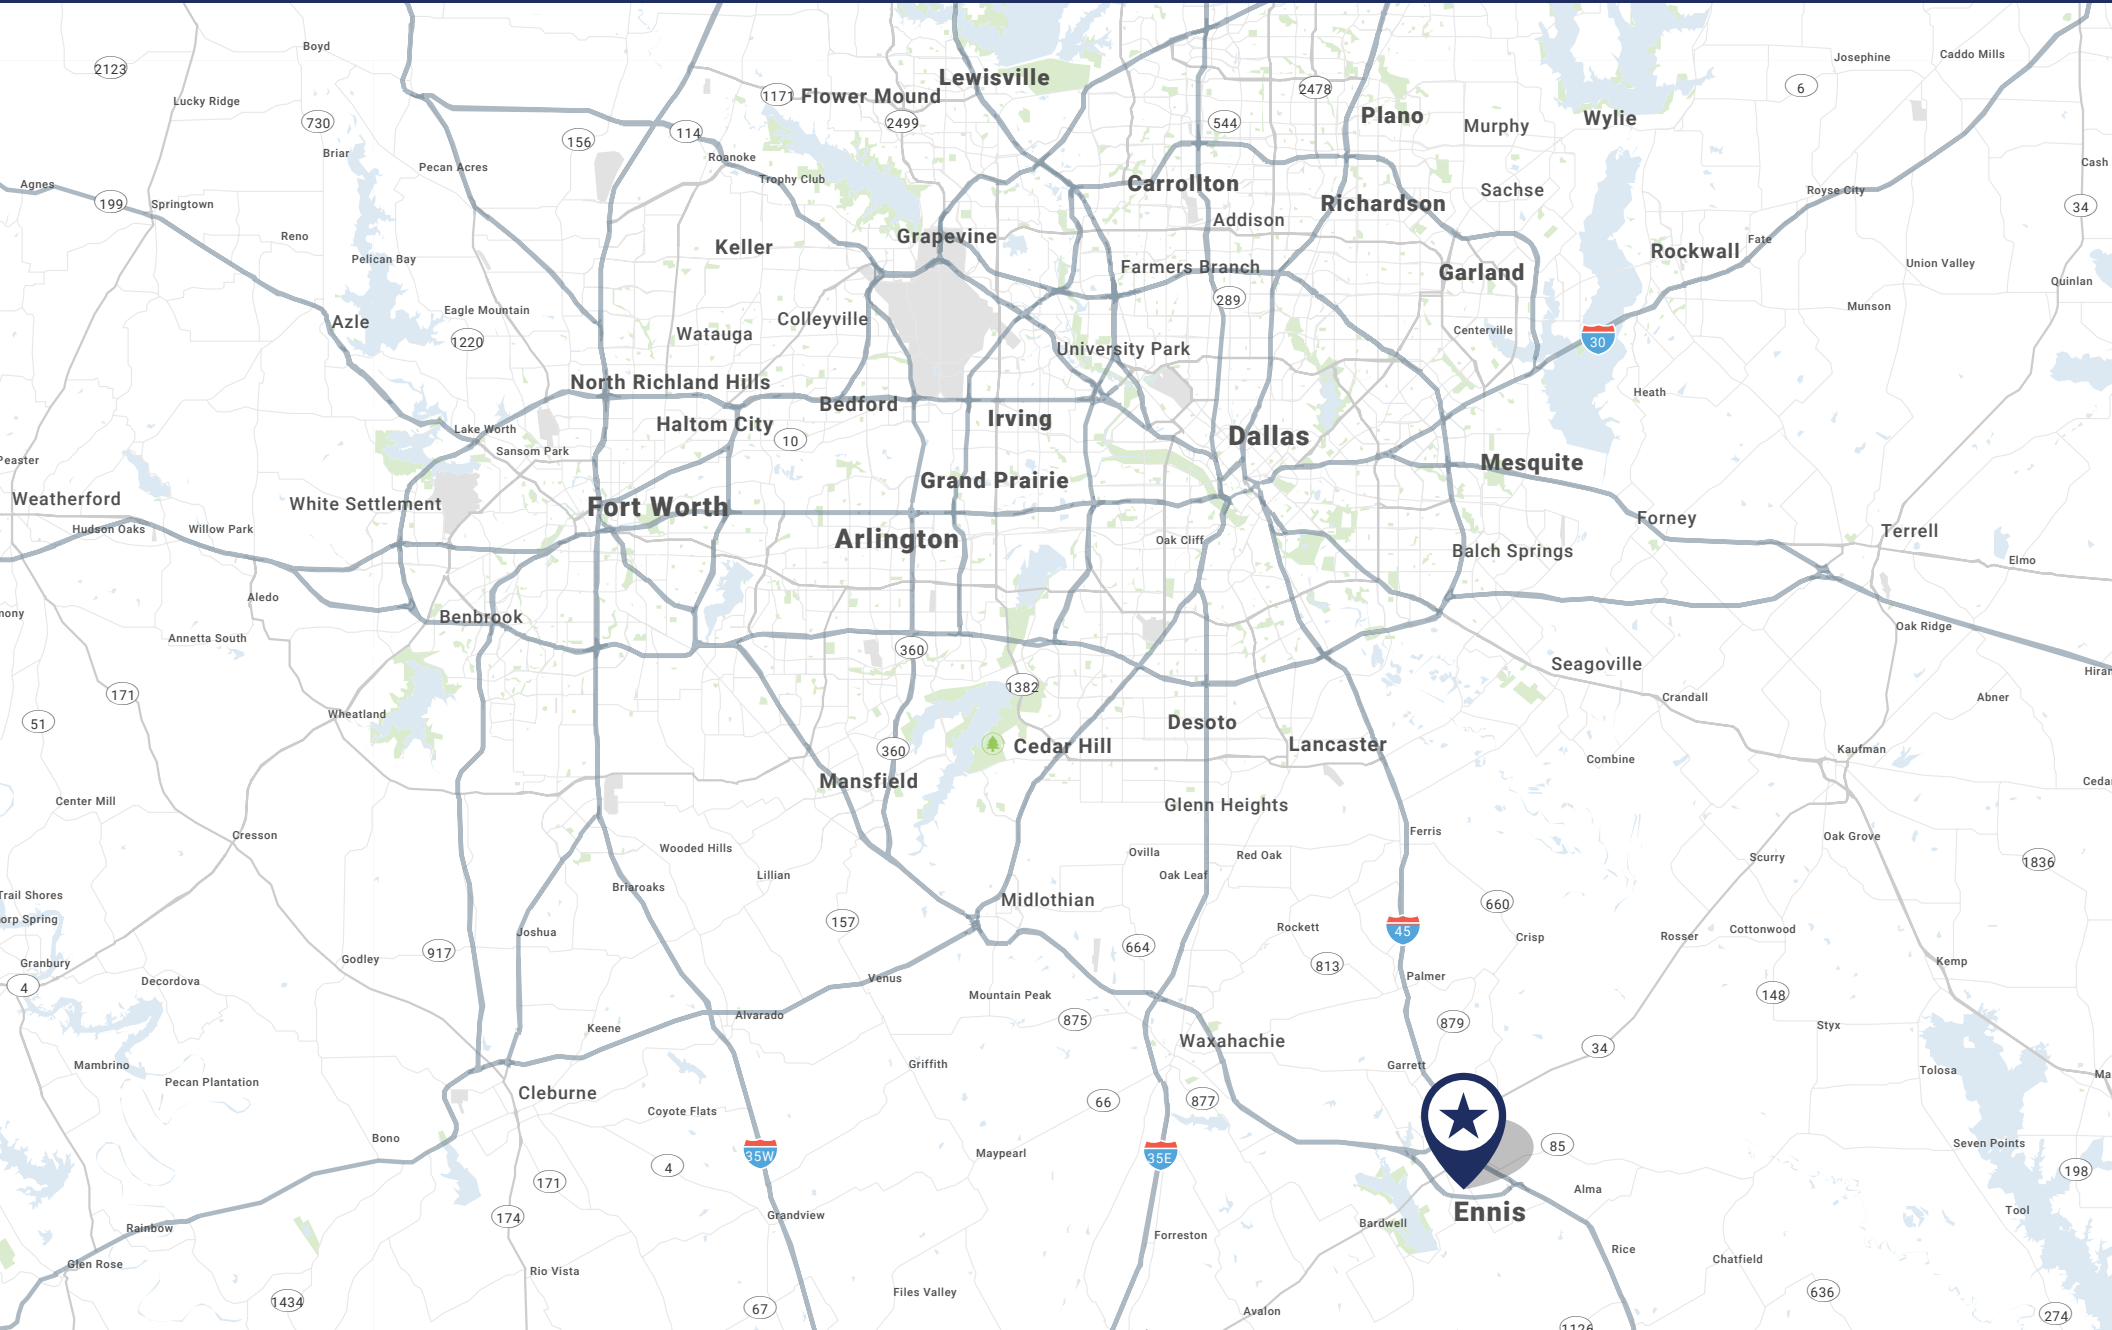 Boyd
2123
Lucky Ridge
730
Briar
156
Pecan Acres
114
Roanoke
Trophy Club
1171
Flower Mound
2499
Lewisville
544
2478
Plano
Murphy
Wylie
Josephine
Caddo Mills
6
Cash
Agnes
199
Springtown
Reno
Pelican Bay
Keller
Grapevine
Carrollton
Addison
Richardson
Sachse
Royse City
34
Rockwall
Fate
Union Valley
Quinlan
Farmers Branch
Garland
289
Munson
Azle
Eagle Mountain
1220
Watauga
Colleyville
University Park
Centerville
30
Heath
North Richland Hills
Bedford
Irving
Haltom City
10
Lake Worth
Sansom Park
Dallas
Mesquite
Peaster
Weatherford
White Settlement
Fort Worth
Grand Prairie
Arlington
Hudson Oaks
Willow Park
Oak Cliff
Balch Springs
Forney
Terrell
Elmo
Aledo
Annetta South
Benbrook
360
1382
Seagoville
Oak Ridge
Crandall
Abner
171
51
Wheatland
360
Cedar Hill
Desoto
Lancaster
Combine
Kaufman
Mansfield
Glenn Heights
Center Mill
Cresson
Wooded Hills
Lillian
Briaroaks
Ovilla
Red Oak
Oak Leaf
Ferris
Scurry
Oak Grove
1836
Trail Shores
157
Midlothian
664
Rockett
813
45
660
Crisp
Rosser
Cottonwood
Kemp
Granbury
4
Decordova
Godley
917
Joshua
Venus
Mountain Peak
875
Palmer
879
148
Styx
Keene
Alvarado
Griffith
Waxahachie
Garrett
34
Tolosa
Mambrino
Pecan Plantation
Cleburne
Coyote Flats
66
877
Bono
35W
4
171
174
Maypearl
35E
85
Alma
Ennis
Seven Points
198
Tool
Rainbow
Glen Rose
Grandview
Forreston
Bardwell
Rice
Chatfield
Rio Vista
1434
67
Files Valley
Avalon
1126
636
274